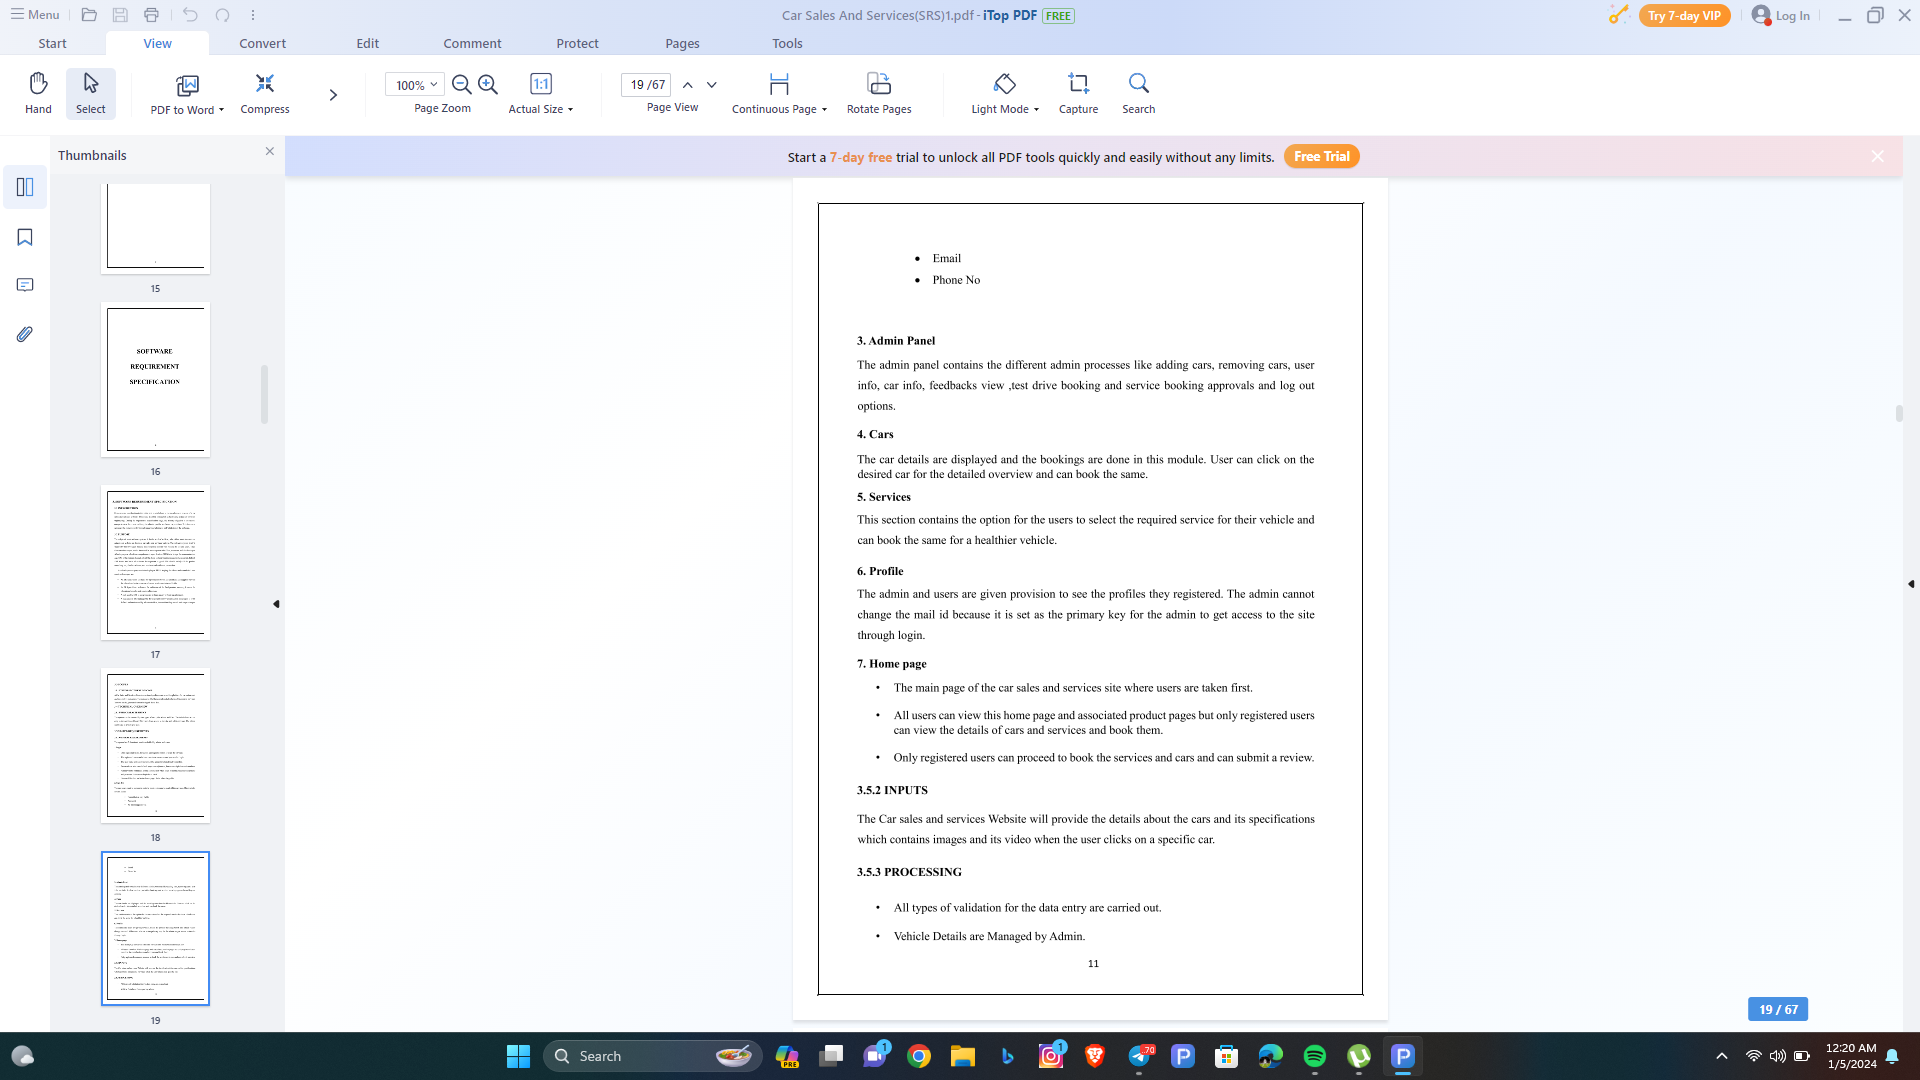 Menu
Car Sales And Services(SRS)1.pdf - iTop PDF FREE
Try 7-day VIP
Log In
Start View Convert Edit Comment Protect Pages Tools
Hand
Select
PDF to Word
Compress
100%
Page Zoom
1:1
Actual Size
19 /67
Page View
Continuous Page
Rotate Pages
Light Mode
Capture
Search
Thumbnails
Start a 7-day free trial to unlock all PDF tools quickly and easily without any limits. Free Trial
15
SOFTWARE
REQUIREMENT
SPECIFICATION
16
17
18
19
• Email
• Phone No
3. Admin Panel
The admin panel contains the different admin processes like adding cars, removing cars, user
info, car info, feedbacks view ,test drive booking and service booking approvals and log out
options.
4. Cars
The car details are displayed and the bookings are done in this module. User can click on the
desired car for the detailed overview and can book the same.
5. Services
This section contains the option for the users to select the required service for their vehicle and
can book the same for a healthier vehicle.
6. Profile
The admin and users are given provision to see the profiles they registered. The admin cannot
change the mail id because it is set as the primary key for the admin to get access to the site
through login.
7. Home page
• The main page of the car sales and services site where users are taken first.
• All users can view this home page and associated product pages but only registered users
can view the details of cars and services and book them.
• Only registered users can proceed to book the services and cars and can submit a review.
3.5.2 INPUTS
The Car sales and services Website will provide the details about the cars and its specifications
which contains images and its video when the user clicks on a specific car.
3.5.3 PROCESSING
• All types of validation for the data entry are carried out.
• Vehicle Details are Managed by Admin.
11
19 / 67
Search
PRE
1
1
70
12:20 AM
1/5/2024